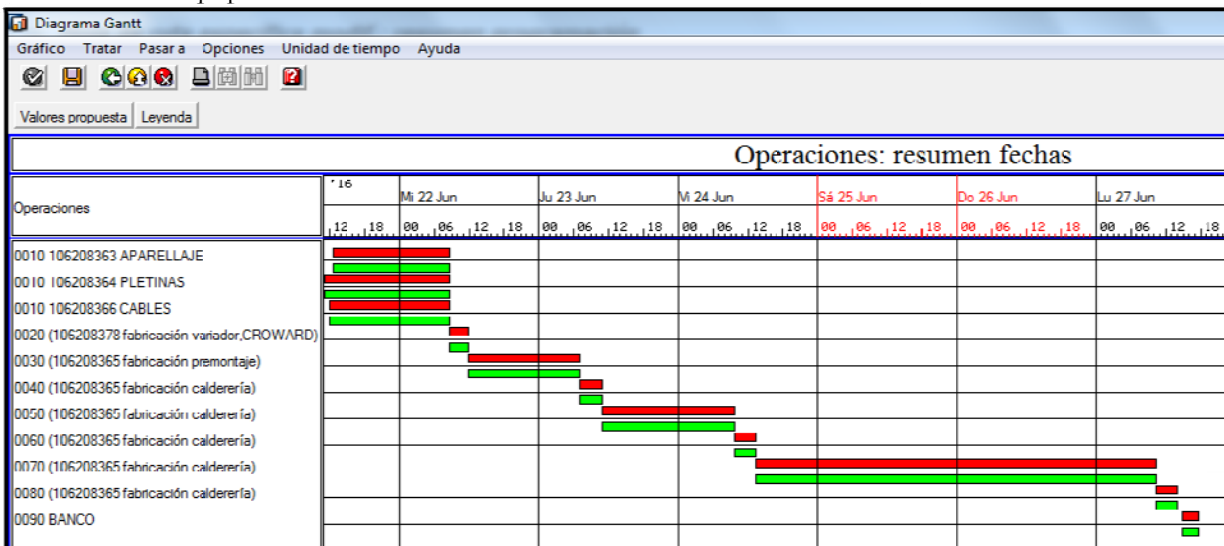 Diagrama Gantt
Gráfico Tratar Pasar a Opciones Unidad de tiempo Ayuda
Valores propuesta Leyenda
Operaciones: resumen fechas
Operaciones
'16 Mi 22 Jun Ju 23 Jun Vi 24 Jun Sá 25 Jun Do 26 Jun Lu 27 Jun
12 18 00 06 12 18 00 06 12 18 00 06 12 18 00 06 12 18 00 06 12 18 00 06 12 18
0010 106208363 APARELLAJE
0010 106208364 PLETINAS
0010 106208366 CABLES
0020 (106208378 fabricación variador,CROWARD)
0030 (106208365 fabricación premontaje)
0040 (106208365 fabricación calderería)
0050 (106208365 fabricación calderería)
0060 (106208365 fabricación calderería)
0070 (106208365 fabricación calderería)
0080 (106208365 fabricación calderería)
0090 BANCO